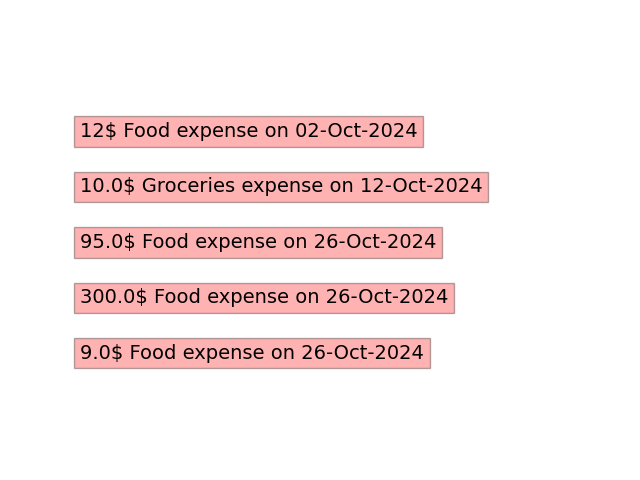 12$ Food expense on 02-Oct-2024
10.0$ Groceries expense on 12-Oct-2024
95.0$ Food expense on 26-Oct-2024
300.0$ Food expense on 26-Oct-2024
9.0$ Food expense on 26-Oct-2024